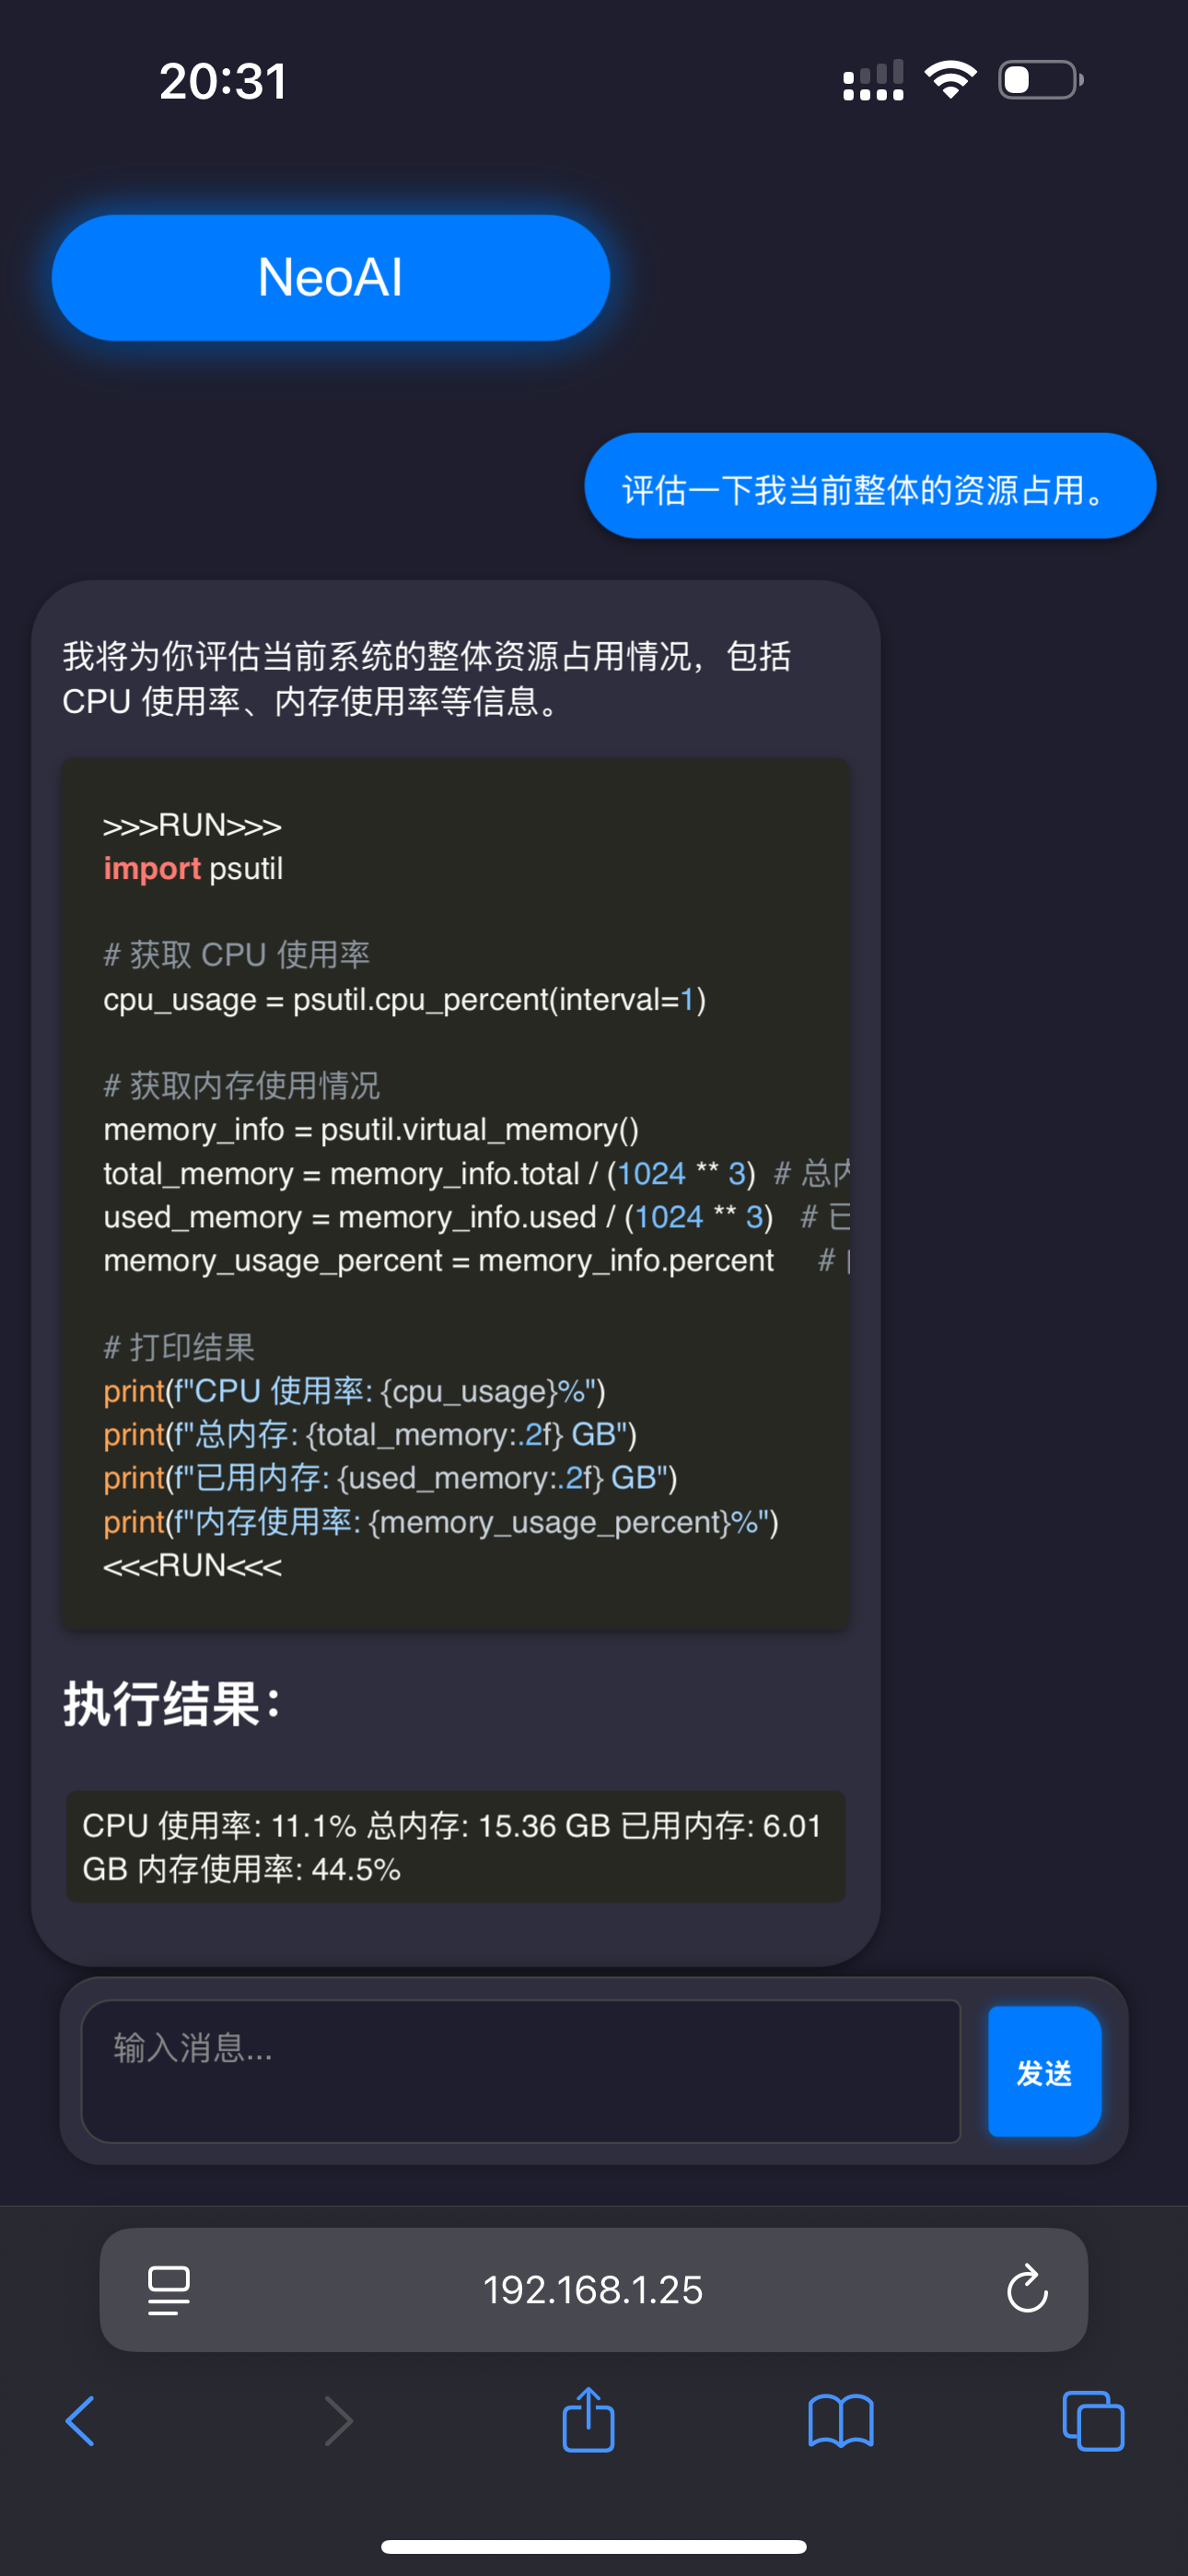 20:31
NeoAI
评估一下我当前整体的资源占用。
我将为你评估当前系统的整体资源占用情况，包括
CPU 使用率、内存使用率等信息。
>>>RUN>>>
import psutil
# 获取 CPU 使用率
cpu_usage = psutil.cpu_percent(interval=1)
# 获取内存使用情况
memory_info = psutil.virtual_memory()
total_memory = memory_info.total / (1024 ** 3)  # 总内
used_memory = memory_info.used / (1024 ** 3)   # 已
memory_usage_percent = memory_info.percent     #
# 打印结果
print(f"CPU 使用率: {cpu_usage}%")
print(f"总内存: {total_memory:.2f} GB")
print(f"已用内存: {used_memory:.2f} GB")
print(f"内存使用率: {memory_usage_percent}%")
<<<RUN<<<
执行结果：
CPU 使用率: 11.1% 总内存: 15.36 GB 已用内存: 6.01
GB 内存使用率: 44.5%
输入消息...
发送
192.168.1.25